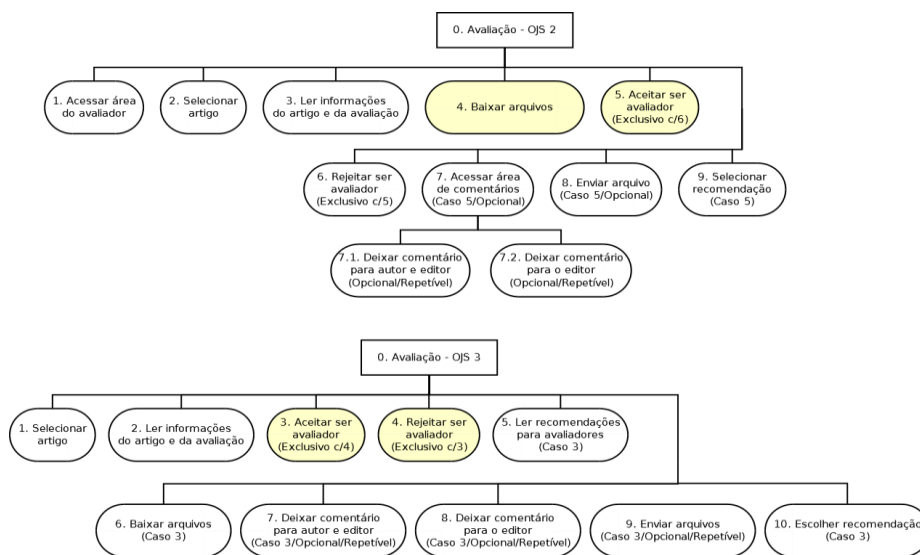 0. Avaliação - OJS 2
1. Acessar área
do avaliador
2. Selecionar
artigo
3. Ler informações
do artigo e da avaliação
4. Baixar arquivos
5. Aceitar ser
avaliador
(Exclusivo c/6)
6. Rejeitar ser
avaliador
(Exclusivo c/5)
7. Acessar área
de comentários
(Caso 5/Opcional)
8. Enviar arquivo
(Caso 5/Opcional)
9. Selecionar
recomendação
(Caso 5)
7.1. Deixar comentário
para autor e editor
(Opcional/Repetível)
7.2. Deixar comentário
para o editor
(Opcional/Repetível)
0. Avaliação - OJS 3
1. Selecionar
artigo
2. Ler informações
do artigo e da avaliação
3. Aceitar ser
avaliador
(Exclusivo c/4)
4. Rejeitar ser
avaliador
(Exclusivo c/3)
5. Ler recomendações
para avaliadores
(Caso 3)
6. Baixar arquivos
(Caso 3)
7. Deixar comentário
para autor e editor
(Caso 3/Opcional/Repetível)
8. Deixar comentário
para o editor
(Caso 3/Opcional/Repetível)
9. Enviar arquivos
(Caso 3/Opcional/Repetível)
10. Escolher recomendação
(Caso 3)